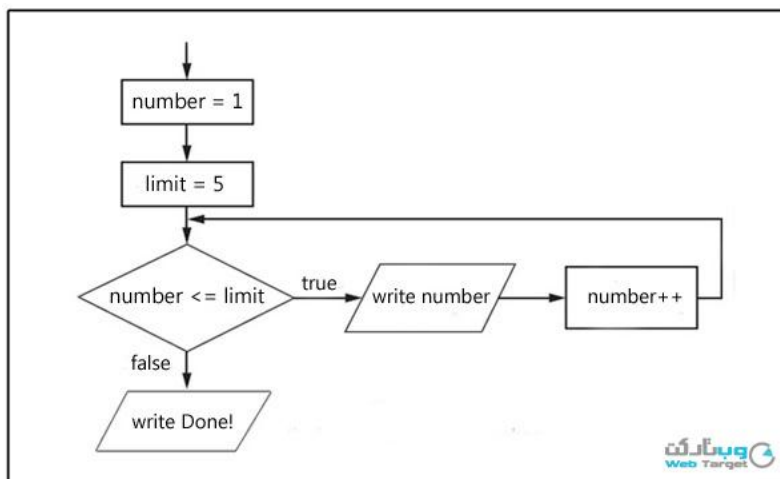 number = 1
limit = 5
number <= limit
true
write number
number++
false
write Done!
وب‌تارگت
Web Target